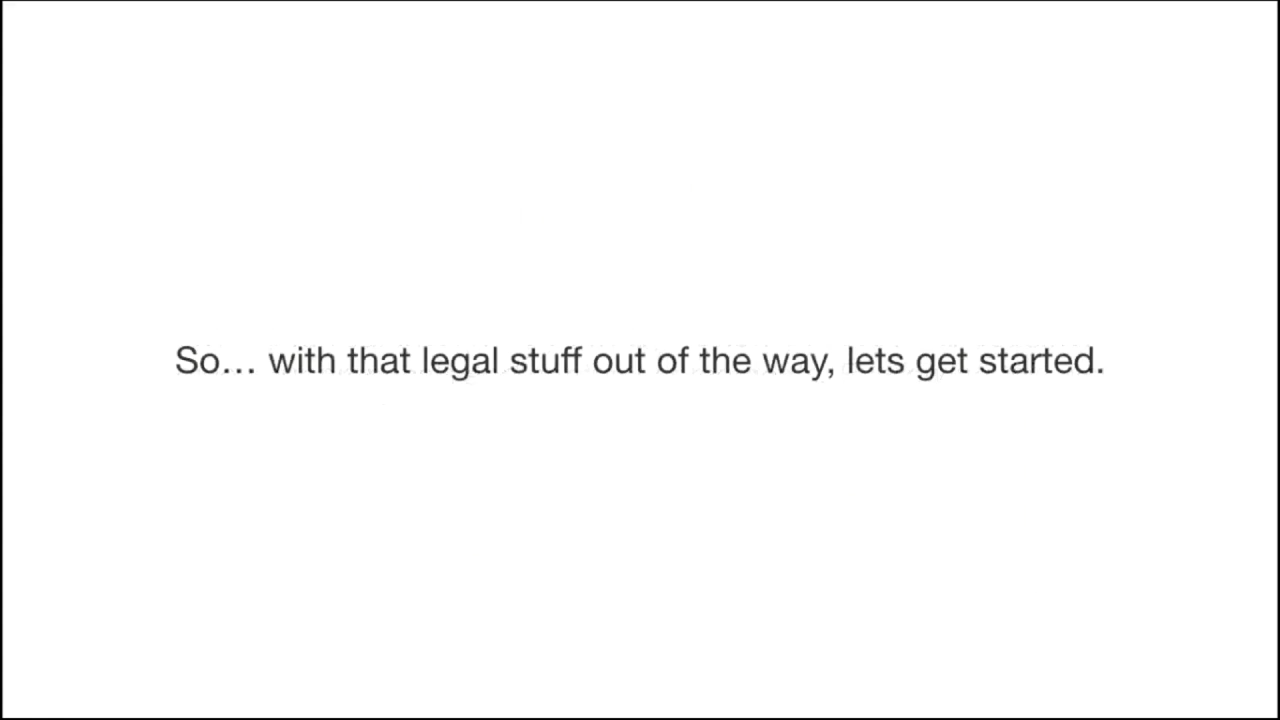 So… with that legal stuff out of the way, lets get started.